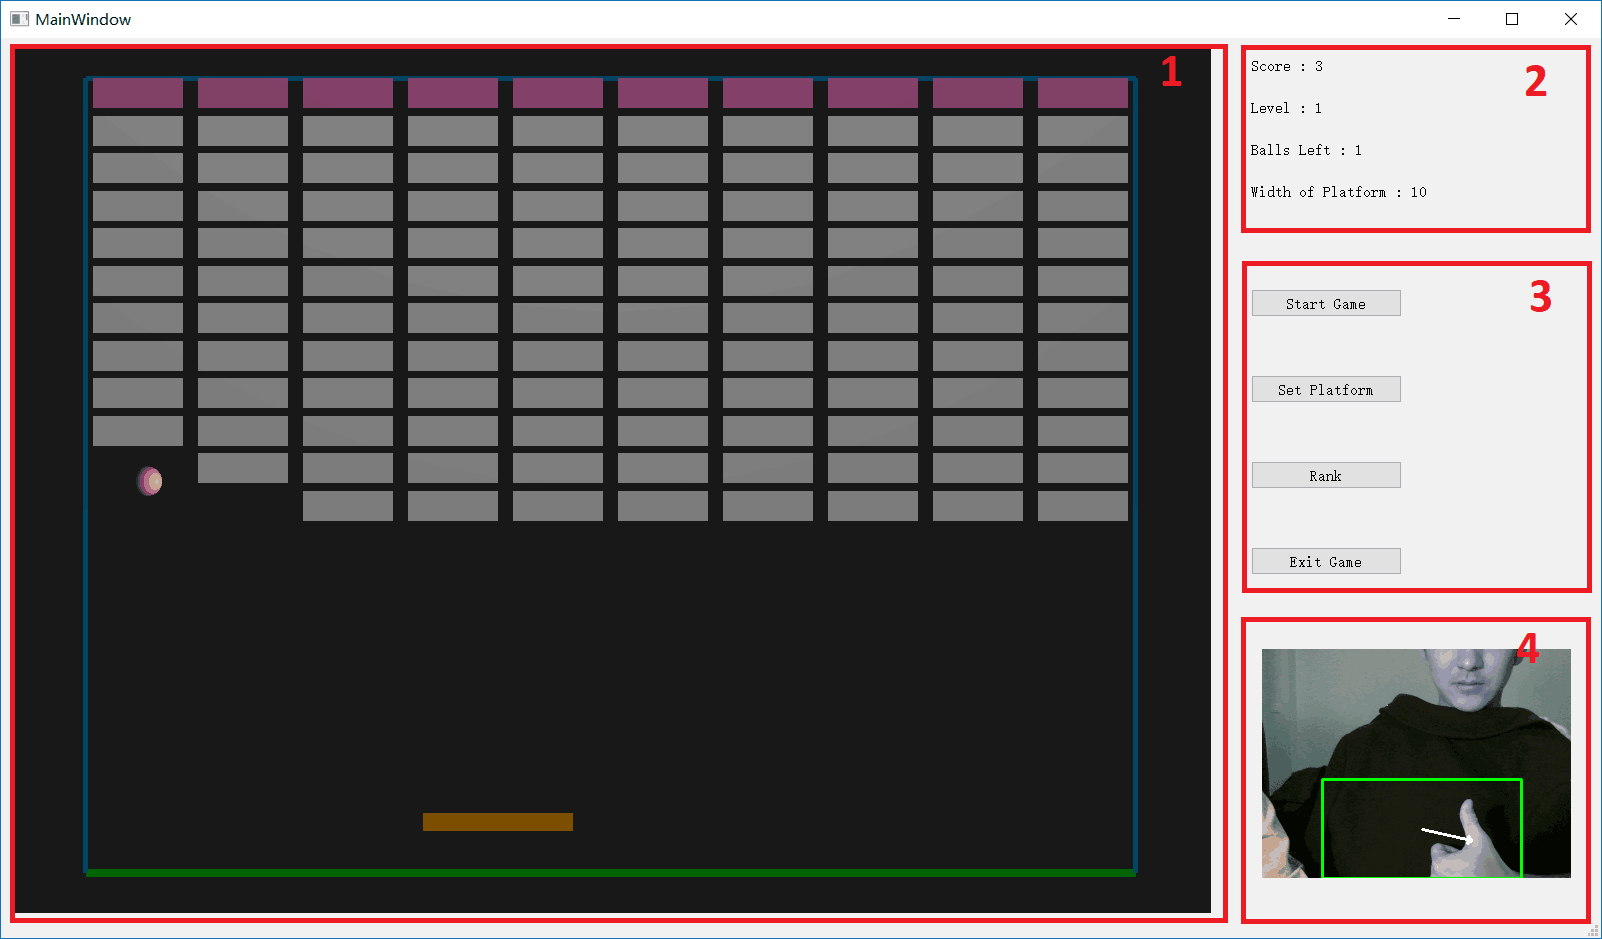 MainWindow
1
2
Score : 3
Level : 1
Balls Left : 1
Width of Platform : 10
3
Start Game
Set Platform
Rank
Exit Game
4